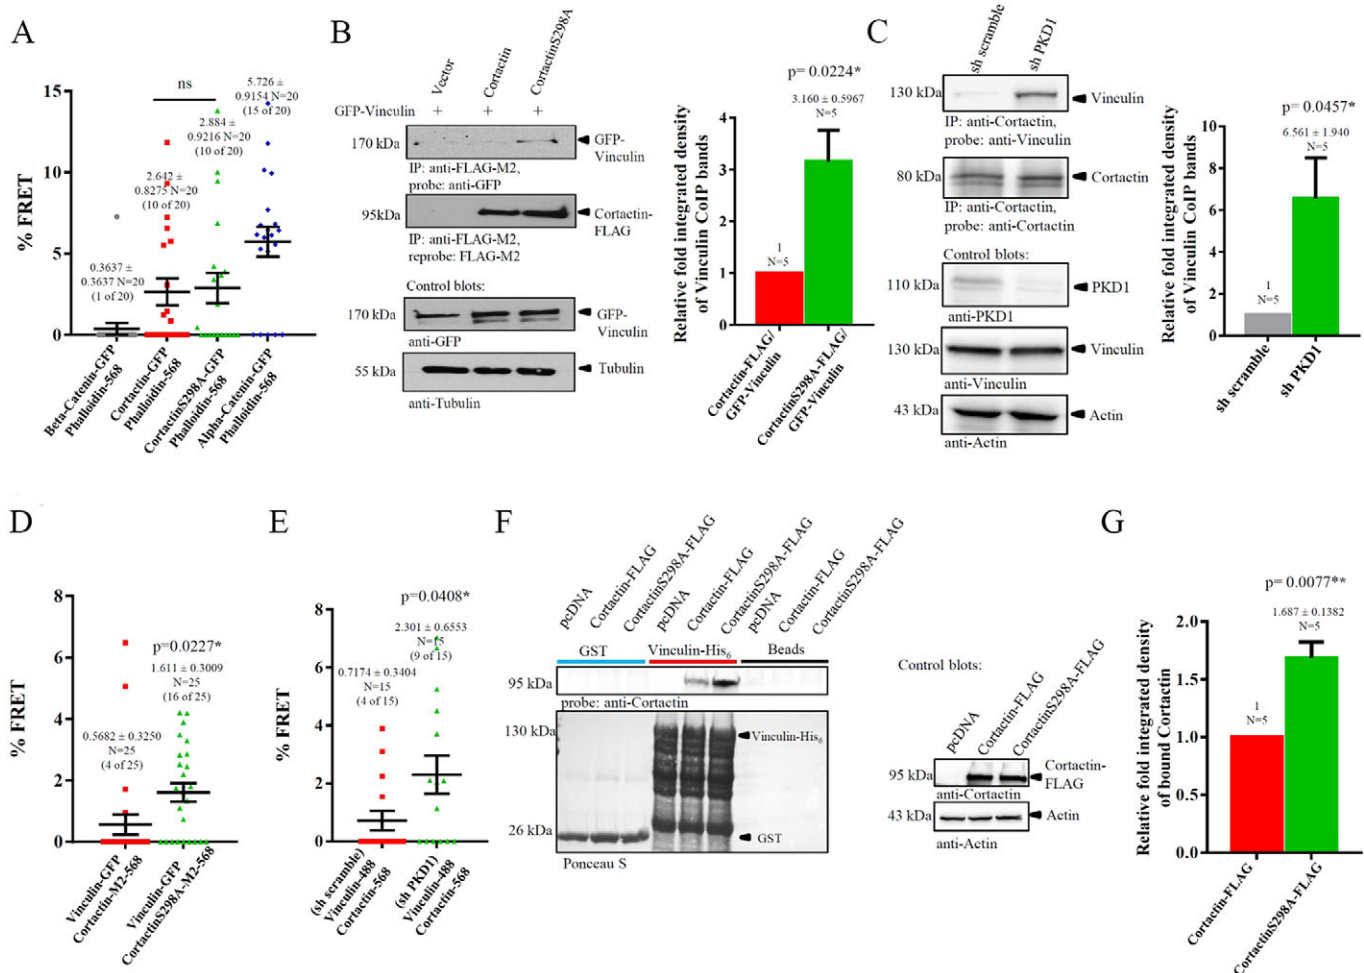 A
ns
% FRET
15
10
5
0
0.3637 ±
0.3637 N=20
(1 of 20)
2.642 ±
0.8275 N=20
(10 of 20)
2.884 ±
0.9216 N=20
(10 of 20)
5.726 ±
0.9154 N=20
(15 of 20)
Beta-Catenin-GFP
Phalloidin-568
Cortactin-GFP
Phalloidin-568
CortactinS298A-GFP
Phalloidin-568
Alpha-Catenin-GFP
Phalloidin-568
B
Vector
Cortactin
CortactinS298A
GFP-Vinculin + + +
170 kDa
GFP-
Vinculin
IP: anti-FLAG-M2,
probe: anti-GFP
95kDa
Cortactin-
FLAG
IP: anti-FLAG-M2,
reprobe: FLAG-M2
Control blots:
170 kDa
GFP-
Vinculin
anti-GFP
55 kDa
Tubulin
anti-Tubulin
Relative fold integrated density
of Vinculin CoIP bands
p= 0.0224*
3.160 ± 0.5967
N=5
1
N=5
4
3
2
1
0
Cortactin-FLAG/
GFP-Vinculin
CortactinS298A-FLAG/
GFP-Vinculin
C
sh scramble
sh PKD1
130 kDa
Vinculin
IP: anti-Cortactin,
probe: anti-Vinculin
80 kDa
Cortactin
IP: anti-Cortactin,
probe: anti-Cortactin
Control blots:
110 kDa
PKD1
anti-PKD1
130 kDa
Vinculin
anti-Vinculin
43 kDa
Actin
anti-Actin
Relative fold integrated density
of Vinculin CoIP bands
p= 0.0457*
6.561 ± 1.940
N=5
1
N=5
10
8
6
4
2
0
sh scramble
sh PKD1
D
% FRET
8
6
4
2
0
p=0.0227*
1.611 ± 0.3009
N=25
(16 of 25)
0.5682 ± 0.3250
N=25
(4 of 25)
Vinculin-GFP
Cortactin-M2-568
Vinculin-GFP
CortactinS298A-M2-568
E
% FRET
8
6
4
2
0
p=0.0408*
2.301 ± 0.6553
N=15
(9 of 15)
0.7174 ± 0.3404
N=15
(4 of 15)
(sh scramble)
Vinculin-488
Cortactin-568
(sh PKD1)
Vinculin-488
Cortactin-568
F
pcDNA
Cortactin-FLAG
CortactinS298A-FLAG
pcDNA
Cortactin-FLAG
CortactinS298A-FLAG
pcDNA
Cortactin-FLAG
CortactinS298A-FLAG
GST
Vinculin-His6
Beads
95 kDa
probe: anti-Cortactin
130 kDa
Vinculin-His6
26 kDa
GST
Ponceau S
Control blots:
pcDNA
Cortactin-FLAG
CortactinS298A-FLAG
95 kDa
Cortactin-
FLAG
anti-Cortactin
43 kDa
Actin
anti-Actin
G
Relative fold integrated density
of bound Cortactin
p= 0.0077**
1.687 ± 0.1382
N=5
1
N=5
2.0
1.5
1.0
0.5
0.0
Cortactin-FLAG
CortactinS298A-FLAG